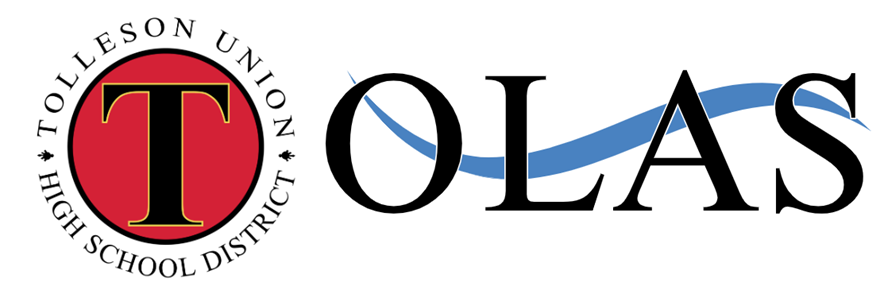 TOLLESON UNION
T
HIGH SCHOOL DISTRICT
OLAS